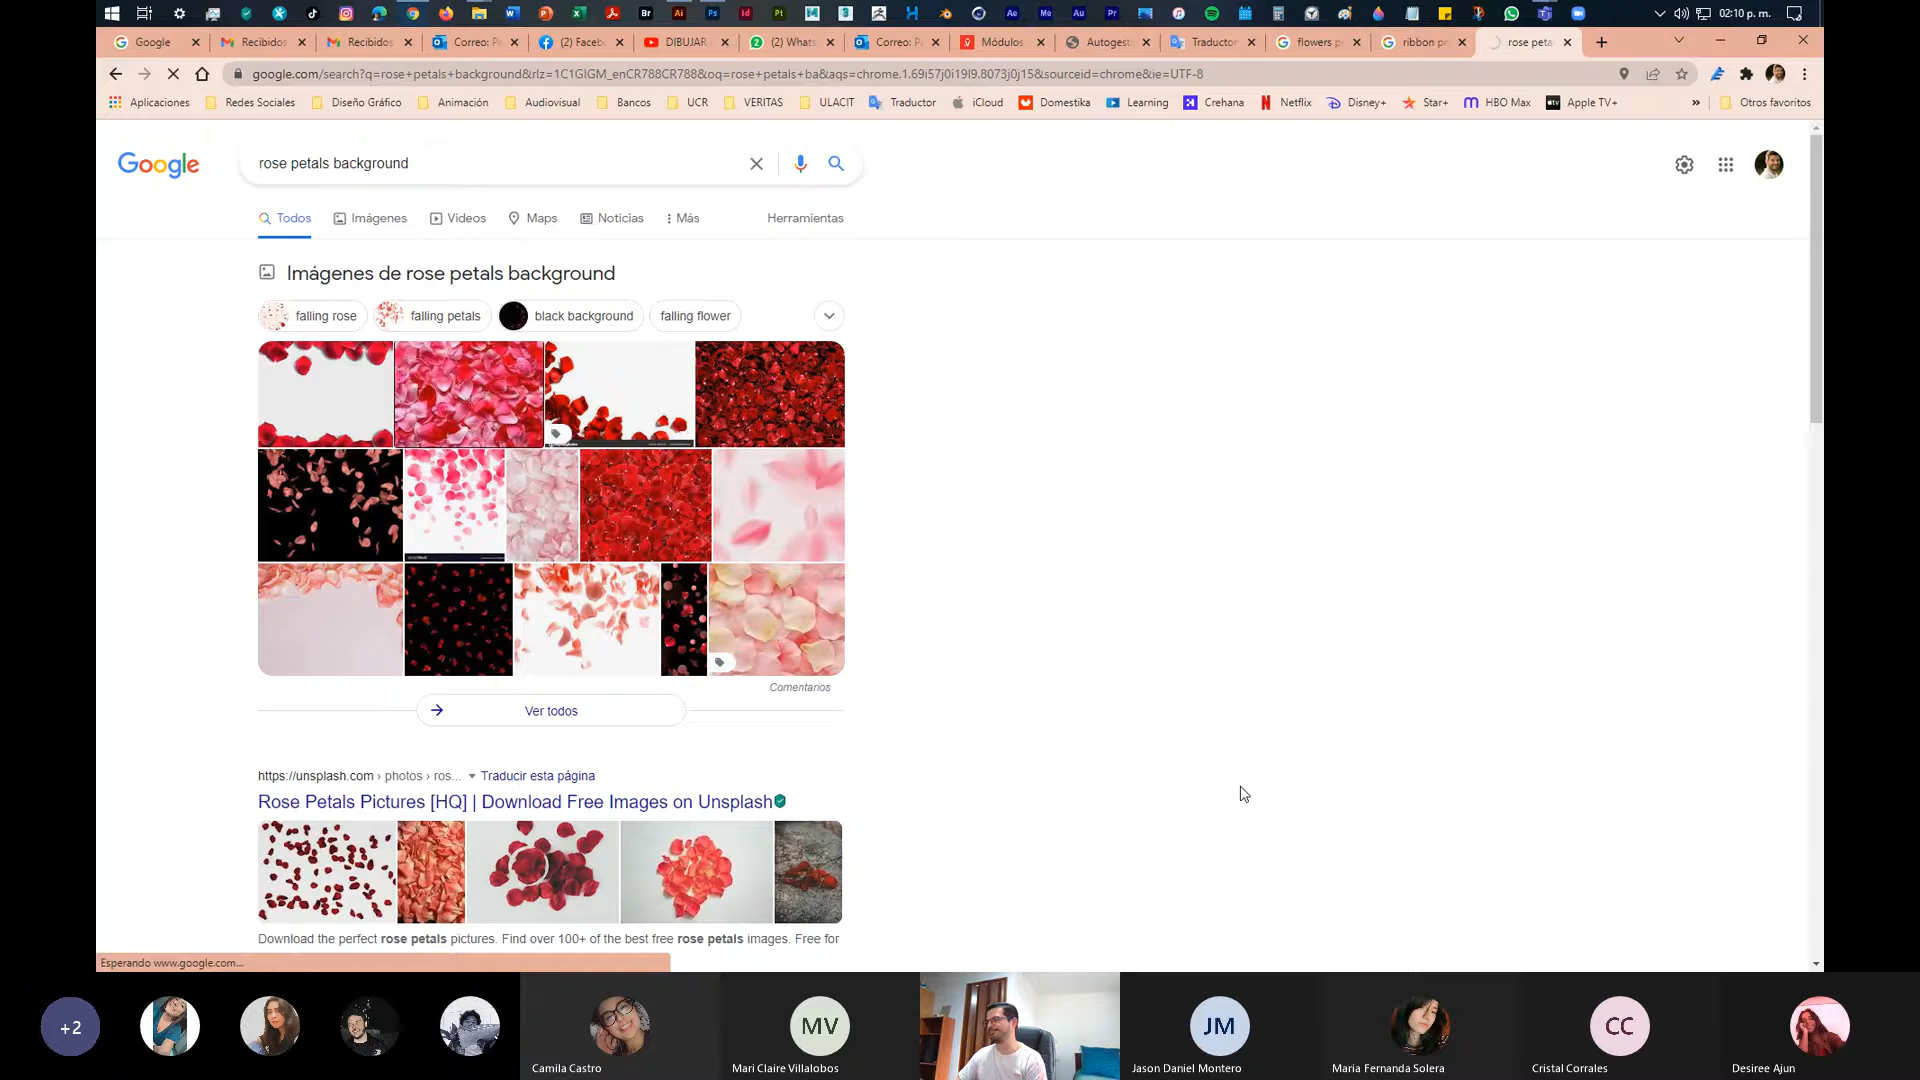 02:10 p. m.
Google
Recibidos
Recibidos
Correo: P
(2) Faceb
DIBUJAR
(2) Whats
Correo: P
Módulos
Autogesti
Traductor
flowers p
ribbon pr
rose peta
google.com/search?q=rose+petals+background&rlz=1C1GIGM_enCR788CR788&oq=rose+petals+ba&aqs=chrome.1.69i57j0i19l9.8073j0j15&sourceid=chrome&ie=UTF-8
Aplicaciones Redes Sociales Diseño Gráfico Animación Audiovisual Bancos UCR VERITAS ULACIT Traductor iCloud Domestika Learning Crehana Netflix Disney+ Star+ HBO Max Apple TV+ » Otros favoritos
Google
rose petals background
Todos Imágenes Videos Maps Noticias Más Herramientas
Imágenes de rose petals background
falling rose falling petals black background falling flower
Comentarios
Ver todos
https://unsplash.com › photos › ros... Traducir esta página
Rose Petals Pictures [HQ] | Download Free Images on Unsplash
Download the perfect rose petals pictures. Find over 100+ of the best free rose petals images. Free for
Esperando www.google.com...
+2
MV
JM
CC
Camila Castro
Mari Claire Villalobos
Jason Daniel Montero
Maria Fernanda Solera
Cristal Corrales
Desiree Ajun